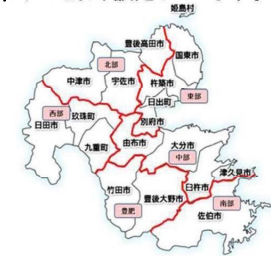 姫島村
豊後高田市
国東市
北部
中津市
宇佐市
杵築市
東部
日出町
西部
玖珠町
別府市
日田市
九重町
由布市
大分市
中部
津久見市
竹田市
臼杵市
豊後大野市
南部
豊肥
佐伯市